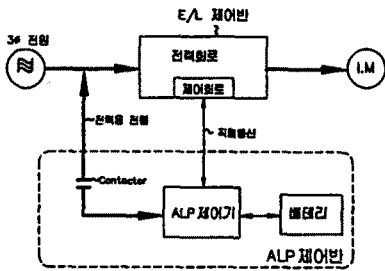 E/L 제어반
3φ 전원
전력회로
제어회로
I.M
전력용 전원
직렬통신
Contactor
ALP 제어기
배터리
ALP 제어반